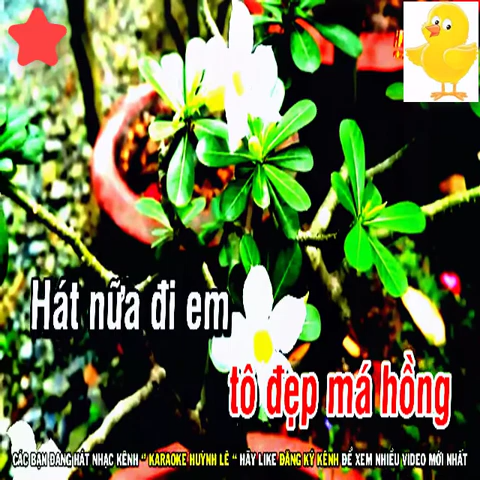 Hát nữa đi em
tô đẹp má hồng
CÁC BẠN ĐANG HÁT NHẠC KÊNH " KARAOKE HUỲNH LÊ " HÃY LIKE ĐĂNG KÝ KÊNH ĐỂ XEM NHIỀU VIDEO MỚI NHẤT